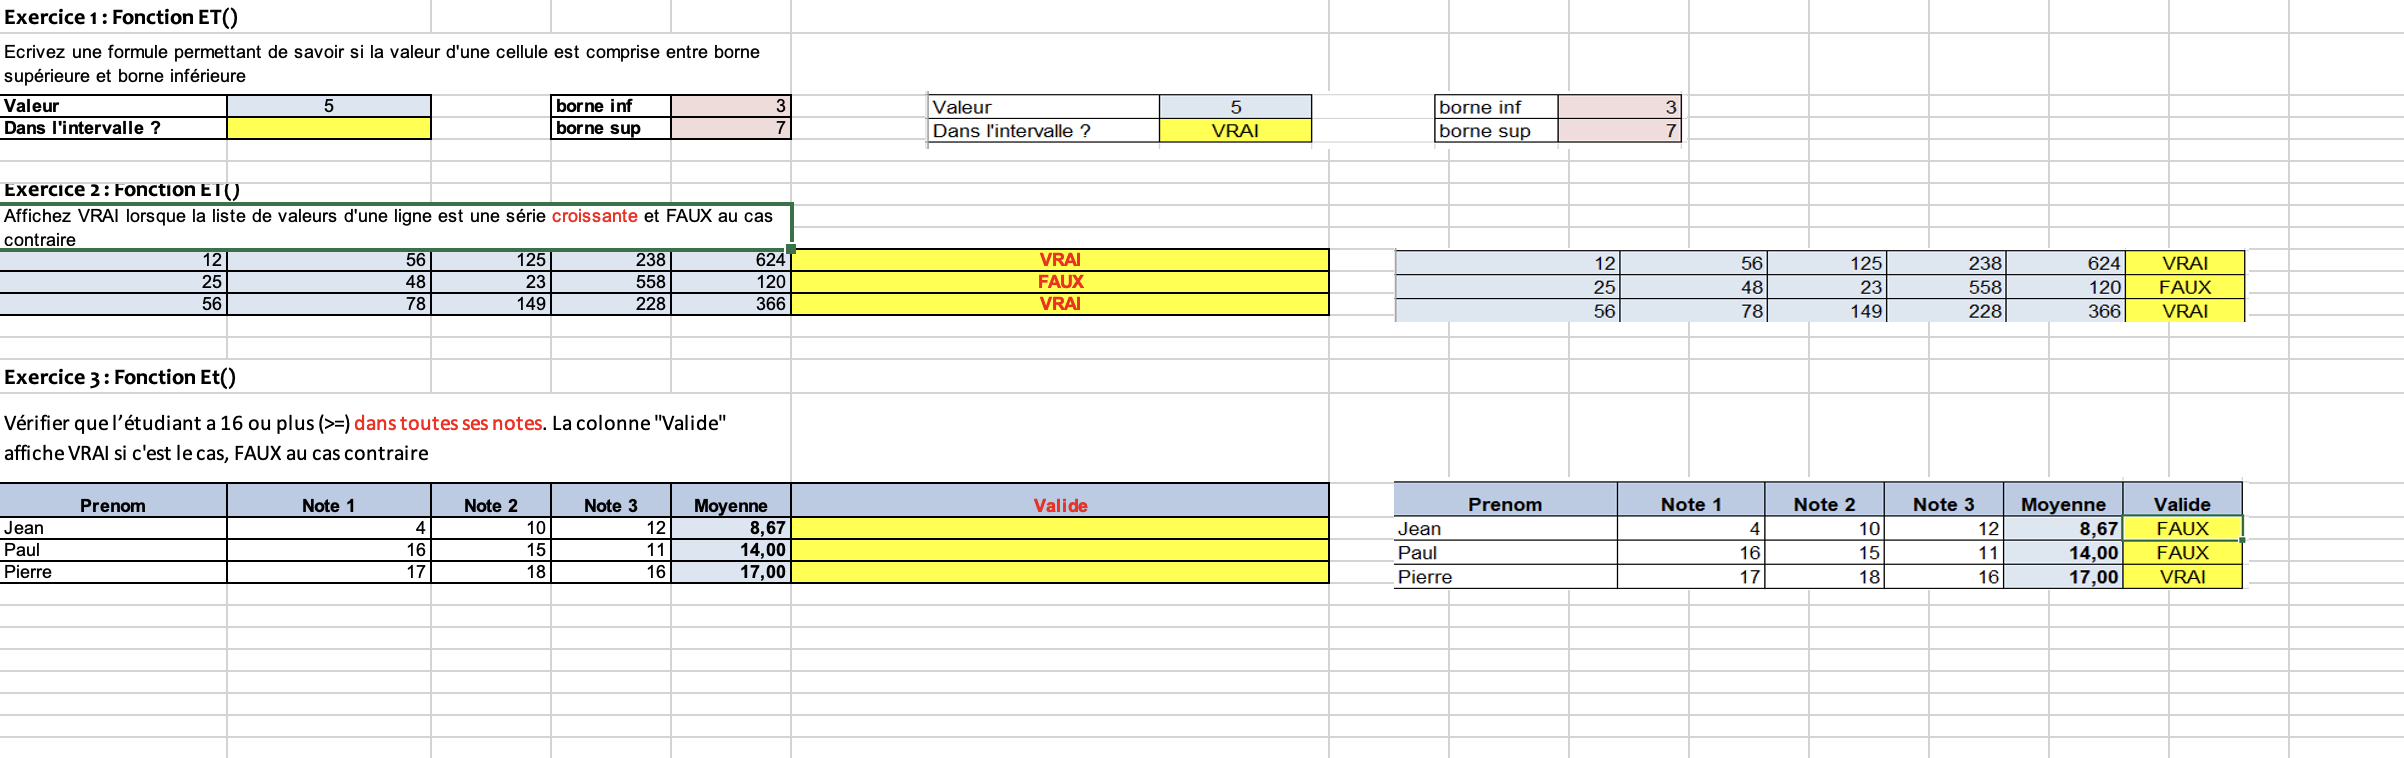 Exercice 1 : Fonction ET()
Ecrivez une formule permettant de savoir si la valeur d'une cellule est comprise entre borne
supérieure et borne inférieure
Valeur 5 borne inf 3 Valeur 5 borne inf 3
Dans l'intervalle ? borne sup 7 Dans l'intervalle ? VRAI borne sup 7
Exercice 2 : Fonction ET()
Affichez VRAI lorsque la liste de valeurs d'une ligne est une série croissante et FAUX au cas
contraire
12 56 125 238 624 VRAI 12 56 125 238 624 VRAI
25 48 23 558 120 FAUX 25 48 23 558 120 FAUX
56 78 149 228 366 VRAI 56 78 149 228 366 VRAI
Exercice 3 : Fonction Et()
Vérifier que l’étudiant a 16 ou plus (>=) dans toutes ses notes. La colonne "Valide"
affiche VRAI si c'est le cas, FAUX au cas contraire
Prenom Note 1 Note 2 Note 3 Moyenne Valide Prenom Note 1 Note 2 Note 3 Moyenne Valide
Jean 4 10 12 8,67 Jean 4 10 12 8,67 FAUX
Paul 16 15 11 14,00 Paul 16 15 11 14,00 FAUX
Pierre 17 18 16 17,00 Pierre 17 18 16 17,00 VRAI